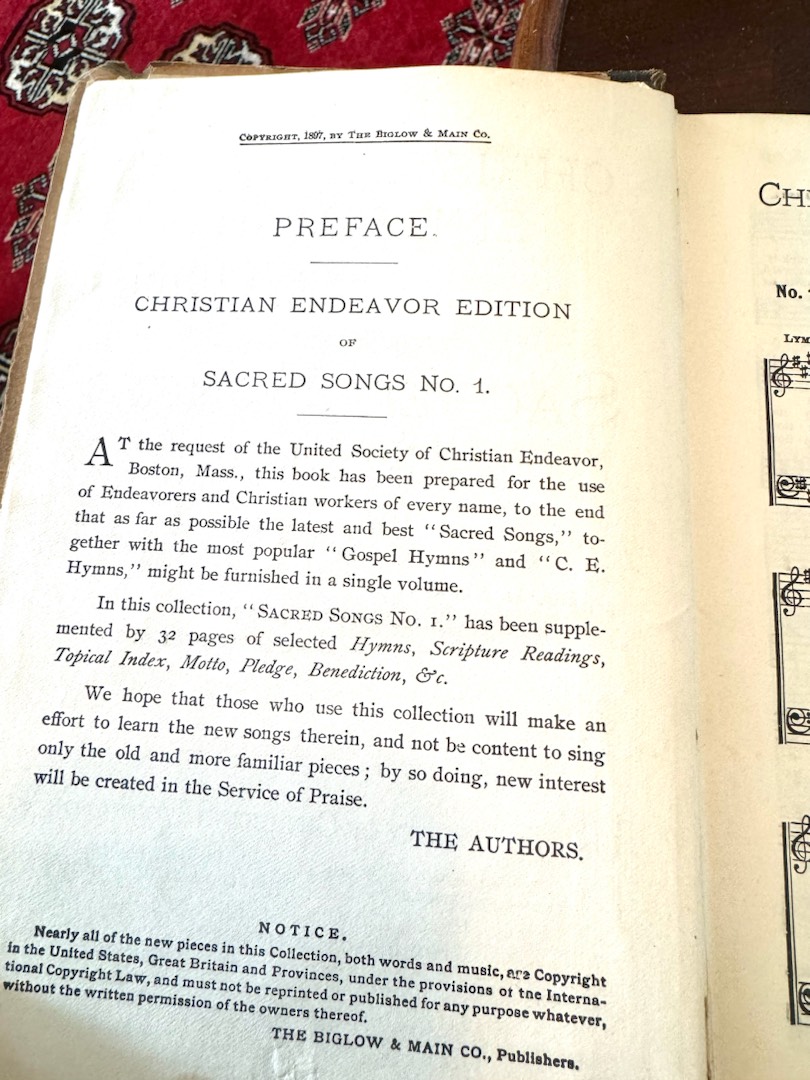 COPYRIGHT, 1897, BY THE BIGLOW & MAIN CO.
PREFACE.
CHRISTIAN ENDEAVOR EDITION
OF
SACRED SONGS NO. 1.
AT the request of the United Society of Christian Endeavor,
Boston, Mass., this book has been prepared for the use
of Endeavorers and Christian workers of every name, to the end
that as far as possible the latest and best "Sacred Songs," to-
gether with the most popular "Gospel Hymns" and "C. E.
Hymns," might be furnished in a single volume.
In this collection, "SACRED SONGS NO. 1." has been supple-
mented by 32 pages of selected Hymns, Scripture Readings,
Topical Index, Motto, Pledge, Benediction, &c.
We hope that those who use this collection will make an
effort to learn the new songs therein, and not be content to sing
only the old and more familiar pieces; by so doing, new interest
will be created in the Service of Praise.
THE AUTHORS.
NOTICE.
Nearly all of the new pieces in this Collection, both words and music, are Copyright
in the United States, Great Britain and Provinces, under the provisions of the Interna-
tional Copyright Law, and must not be reprinted or published for any purpose whatever,
without the written permission of the owners thereof.
THE BIGLOW & MAIN CO., Publishers.
No.